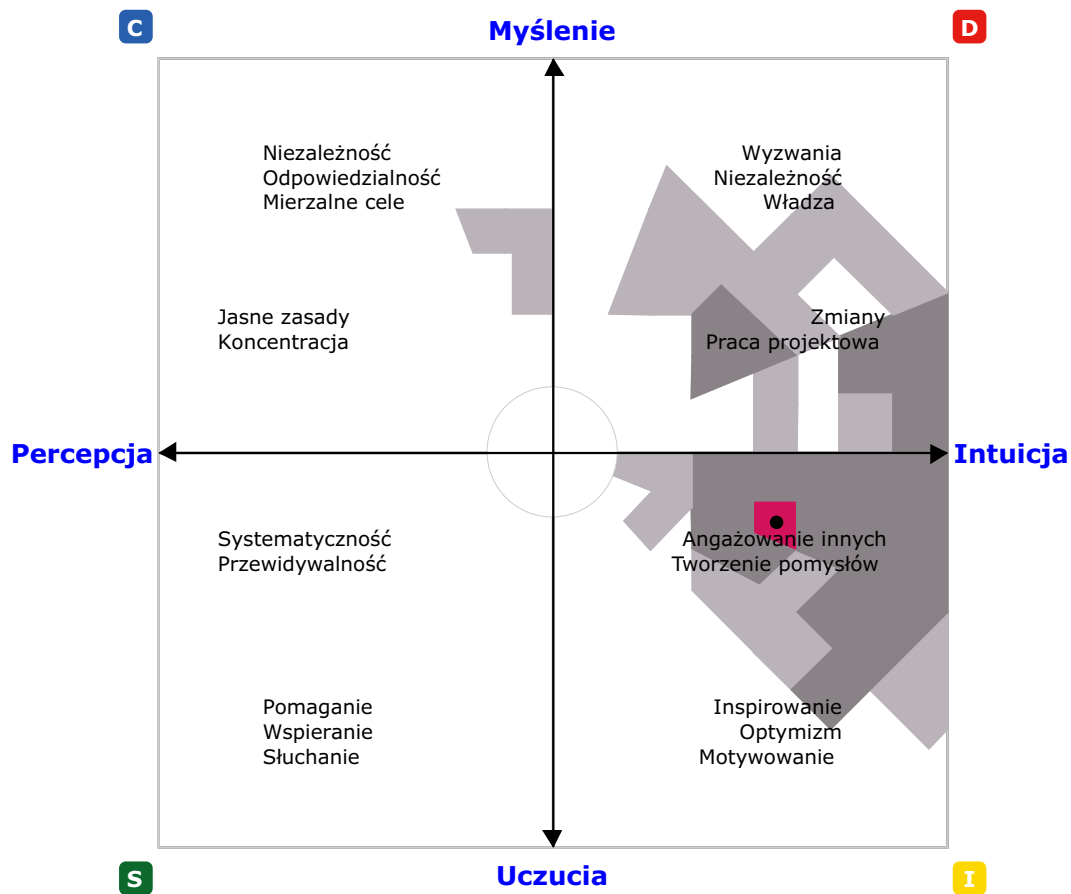 C
D
Myślenie
Niezależność
Odpowiedzialność
Mierzalne cele
Wyzwania
Niezależność
Władza
Jasne zasady
Koncentracja
Zmiany
Praca projektowa
Percepcja
Intuicja
Systematyczność
Przewidywalność
Angażowanie innych
Tworzenie pomysłów
Pomaganie
Wspieranie
Słuchanie
Inspirowanie
Optymizm
Motywowanie
S
Uczucia
I